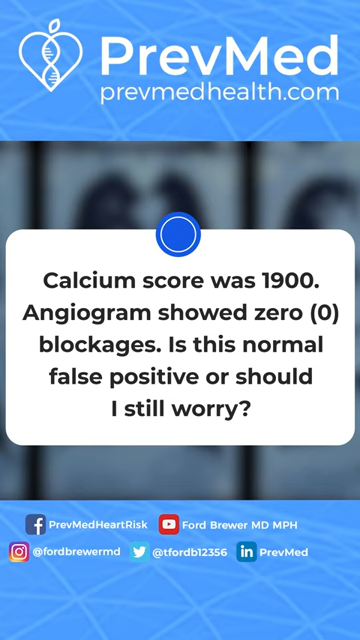 PrevMed
prevmedhealth.com
Calcium score was 1900.
Angiogram showed zero (0)
blockages. Is this normal
false positive or should
I still worry?
PrevMedHeartRisk Ford Brewer MD MPH
@fordbrewermd @tfordb12356 PrevMed